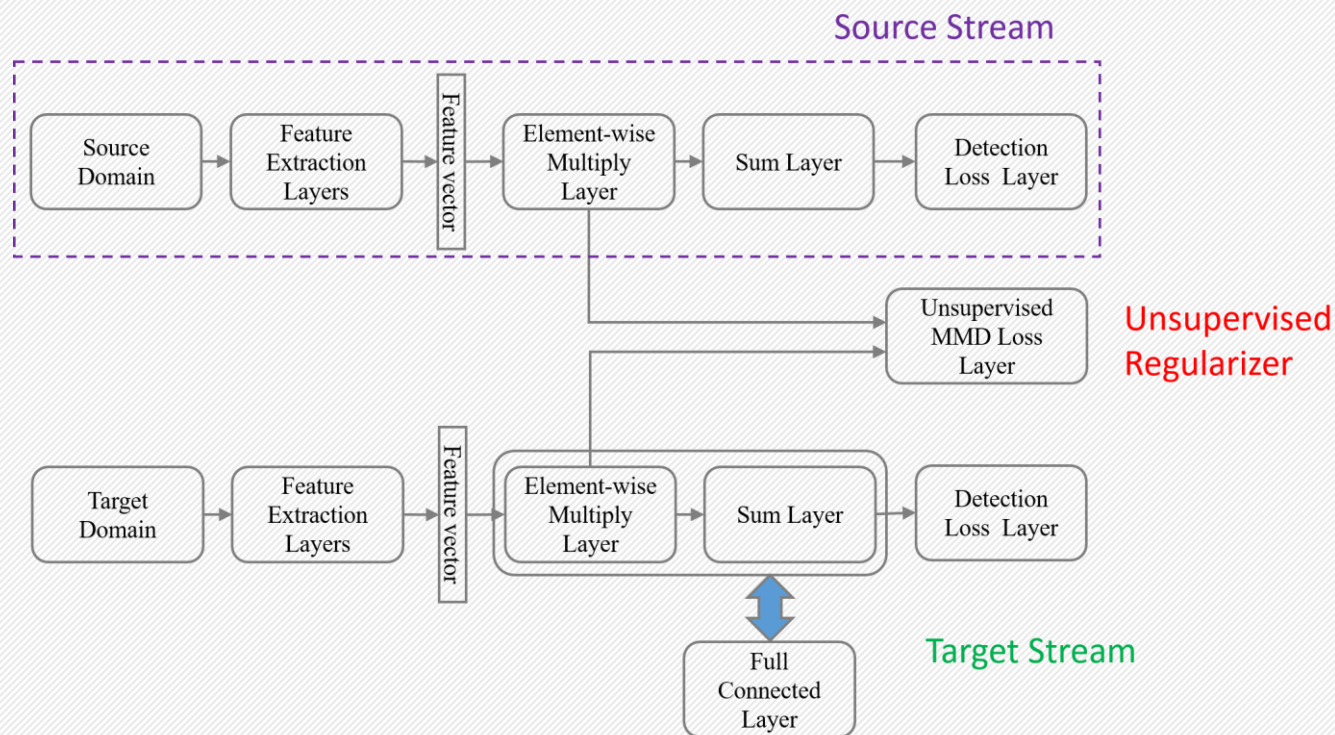 Source Stream
Source
Domain
Feature
Extraction
Layers
Feature vector
Element-wise
Multiply
Layer
Sum Layer
Detection
Loss Layer
Unsupervised
MMD Loss
Layer
Unsupervised
Regularizer
Target
Domain
Feature
Extraction
Layers
Feature vector
Element-wise
Multiply
Layer
Sum Layer
Detection
Loss Layer
Full
Connected
Layer
Target Stream